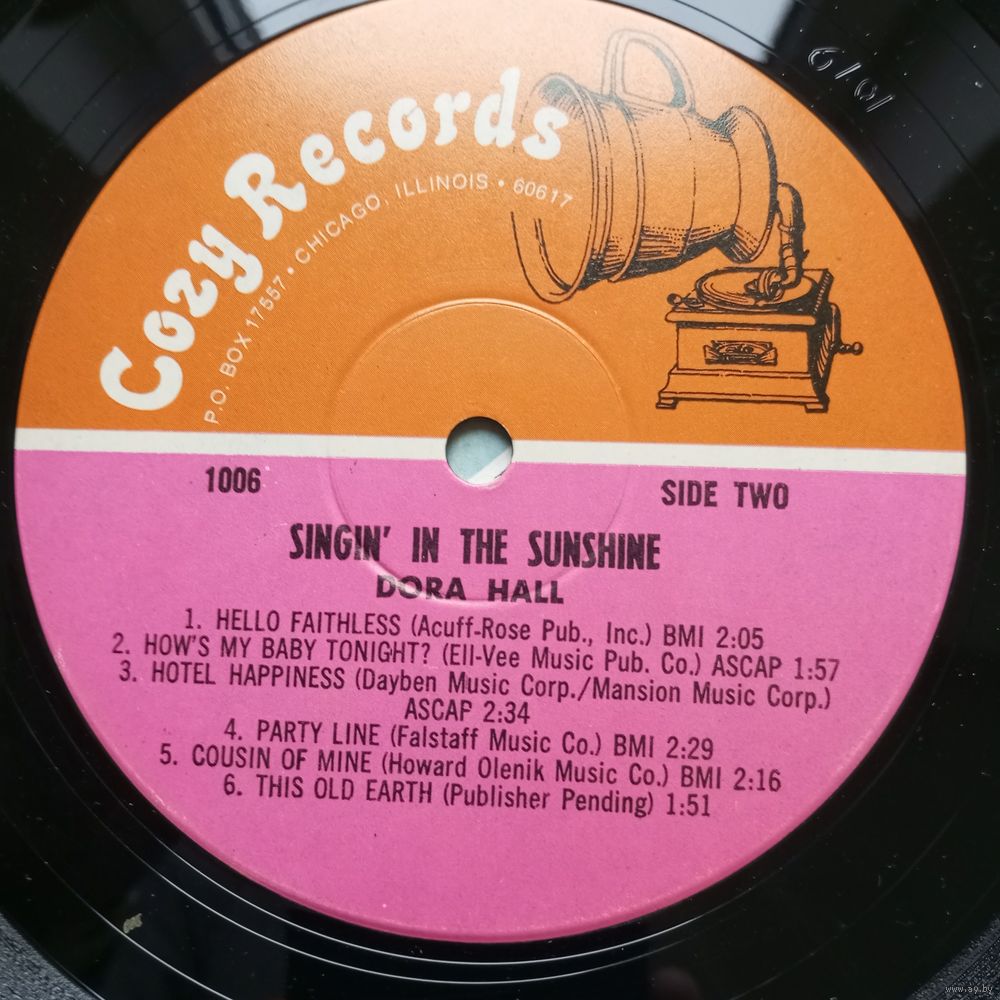 Cozy Records
P.O. BOX 17557 • CHICAGO, ILLINOIS • 60617
1006
SIDE TWO
SINGIN' IN THE SUNSHINE
DORA HALL
1. HELLO FAITHLESS (Acuff-Rose Pub., Inc.) BMI 2:05
2. HOW'S MY BABY TONIGHT? (Ell-Vee Music Pub. Co.) ASCAP 1:57
3. HOTEL HAPPINESS (Dayben Music Corp./Mansion Music Corp.)
ASCAP 2:34
4. PARTY LINE (Falstaff Music Co.) BMI 2:29
5. COUSIN OF MINE (Howard Olenik Music Co.) BMI 2:16
6. THIS OLD EARTH (Publisher Pending) 1:51
www.ay.by